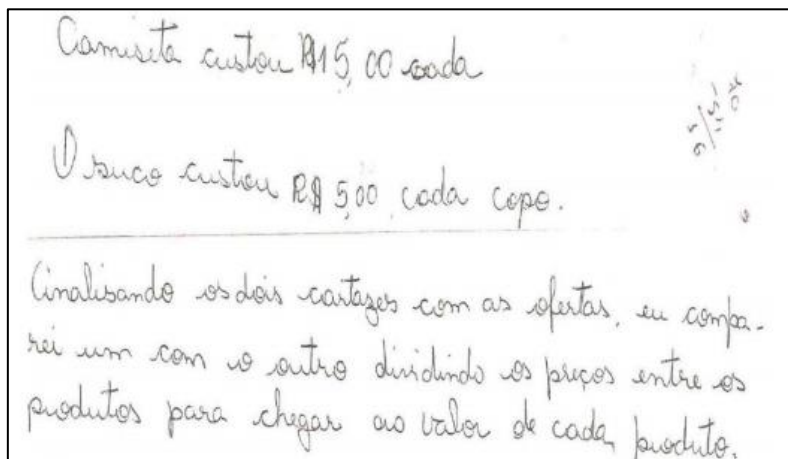 Camiseta custou R$15,00 cada
O suco custou R$ 5,00 cada copo.
Analisando os dois cartazes com as ofertas, eu compa-
rei um com o outro dividindo os preços entre os
produtos para chegar ao valor de cada produto.